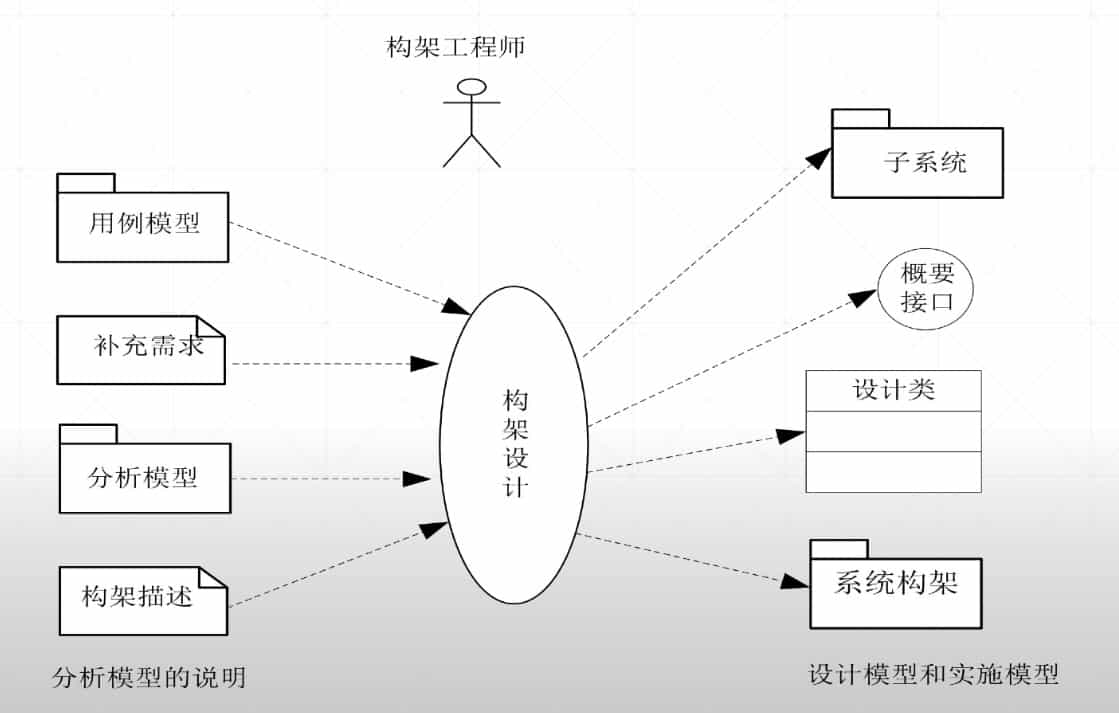 构架工程师
用例模型
补充需求
分析模型
构架描述
分析模型的说明
构架设计
子系统
概要
接口
设计类
系统构架
设计模型和实施模型